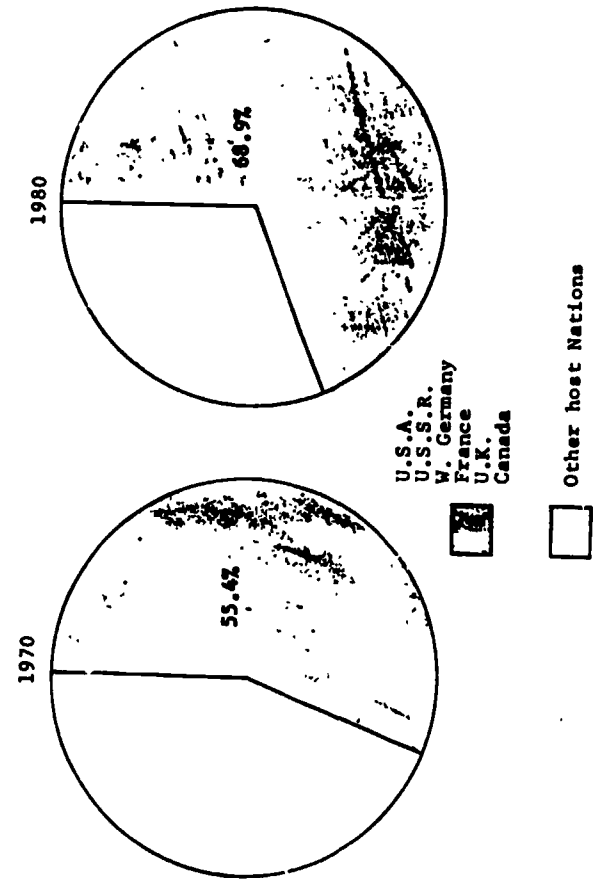 1970
1980
55.4%
68.9%
U.S.A.
U.S.S.R.
W. Germany
France
U.K.
Canada
Other host Nations